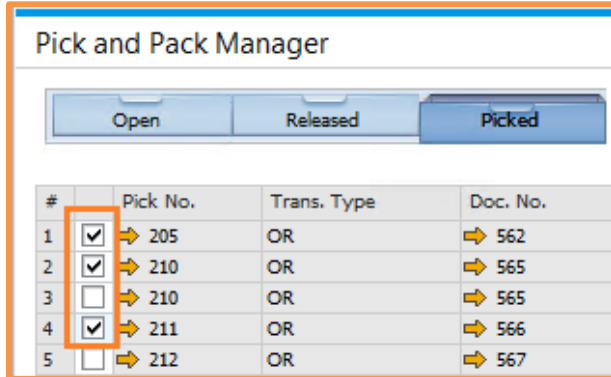 Pick and Pack Manager
Open Released Picked
# Pick No. Trans. Type Doc. No.
1 205 OR 562
2 210 OR 565
3 210 OR 565
4 211 OR 566
5 212 OR 567